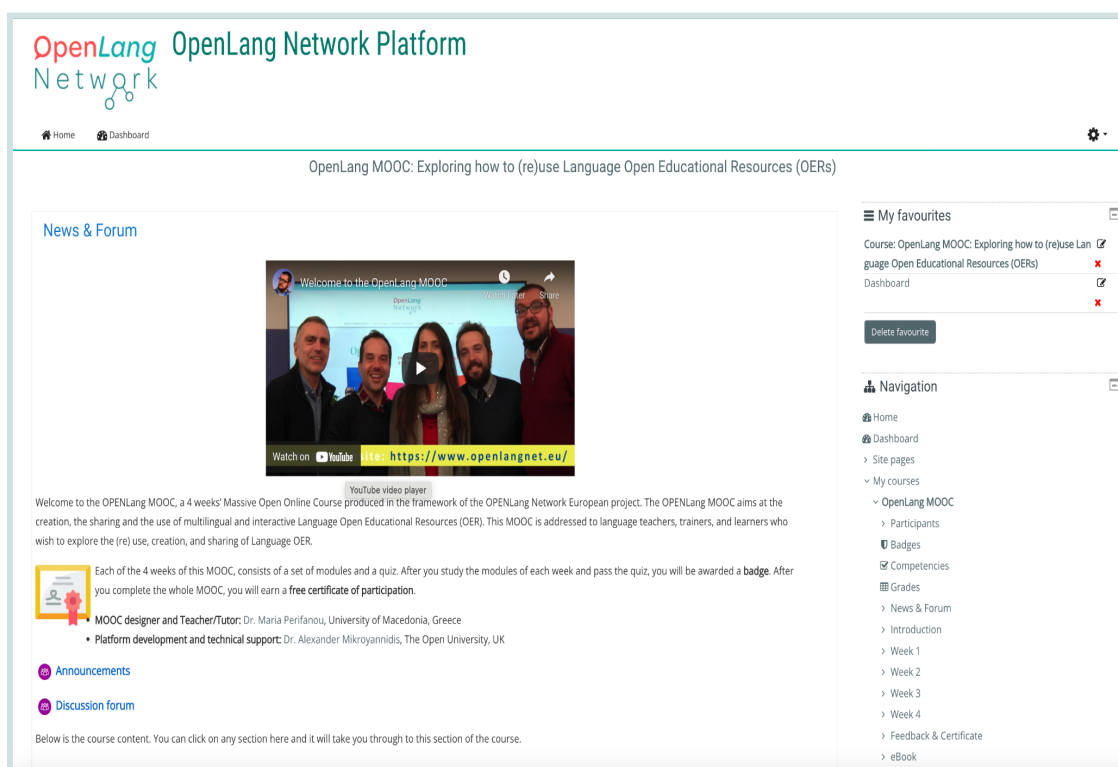 OpenLang
Network
OpenLang Network Platform
Home
Dashboard
OpenLang MOOC: Exploring how to (re)use Language Open Educational Resources (OERs)
News & Forum
Welcome to the OpenLang MOOC
Watch later
Share
OpenLang
Network
Watch on YouTube
site: https://www.openlangnet.eu/
YouTube video player
Welcome to the OPENLang MOOC, a 4 weeks' Massive Open Online Course produced in the framework of the OPENLang Network European project. The OPENLang MOOC aims at the
creation, the sharing and the use of multilingual and interactive Language Open Educational Resources (OER). This MOOC is addressed to language teachers, trainers, and learners who
wish to explore the (re) use, creation, and sharing of Language OER.
Each of the 4 weeks of this MOOC, consists of a set of modules and a quiz. After you study the modules of each week and pass the quiz, you will be awarded a badge. After
you complete the whole MOOC, you will earn a free certificate of participation.
• MOOC designer and Teacher/Tutor: Dr. Maria Perifanou, University of Macedonia, Greece
• Platform development and technical support: Dr. Alexander Mikroyannidis, The Open University, UK
Announcements
Discussion forum
Below is the course content. You can click on any section here and it will take you through to this section of the course.
My favourites
Course: OpenLang MOOC: Exploring how to (re)use Lan
guage Open Educational Resources (OERs)
Dashboard
Delete favourite
Navigation
Home
Dashboard
Site pages
My courses
OpenLang MOOC
Participants
Badges
Competencies
Grades
News & Forum
Introduction
Week 1
Week 2
Week 3
Week 4
Feedback & Certificate
eBook